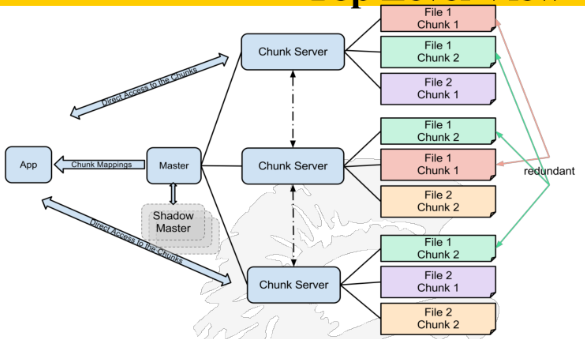 Top Level View
File 1
Chunk 1
File 1
Chunk 2
File 2
Chunk 1
Chunk Server
Direct Access to the Chunks
File 1
Chunk 2
File 1
Chunk 1
File 2
Chunk 2
App
Chunk Mappings
Master
Chunk Server
redundant
Shadow
Master
Direct Access to the Chunks
File 1
Chunk 2
File 2
Chunk 1
File 2
Chunk 2
Chunk Server